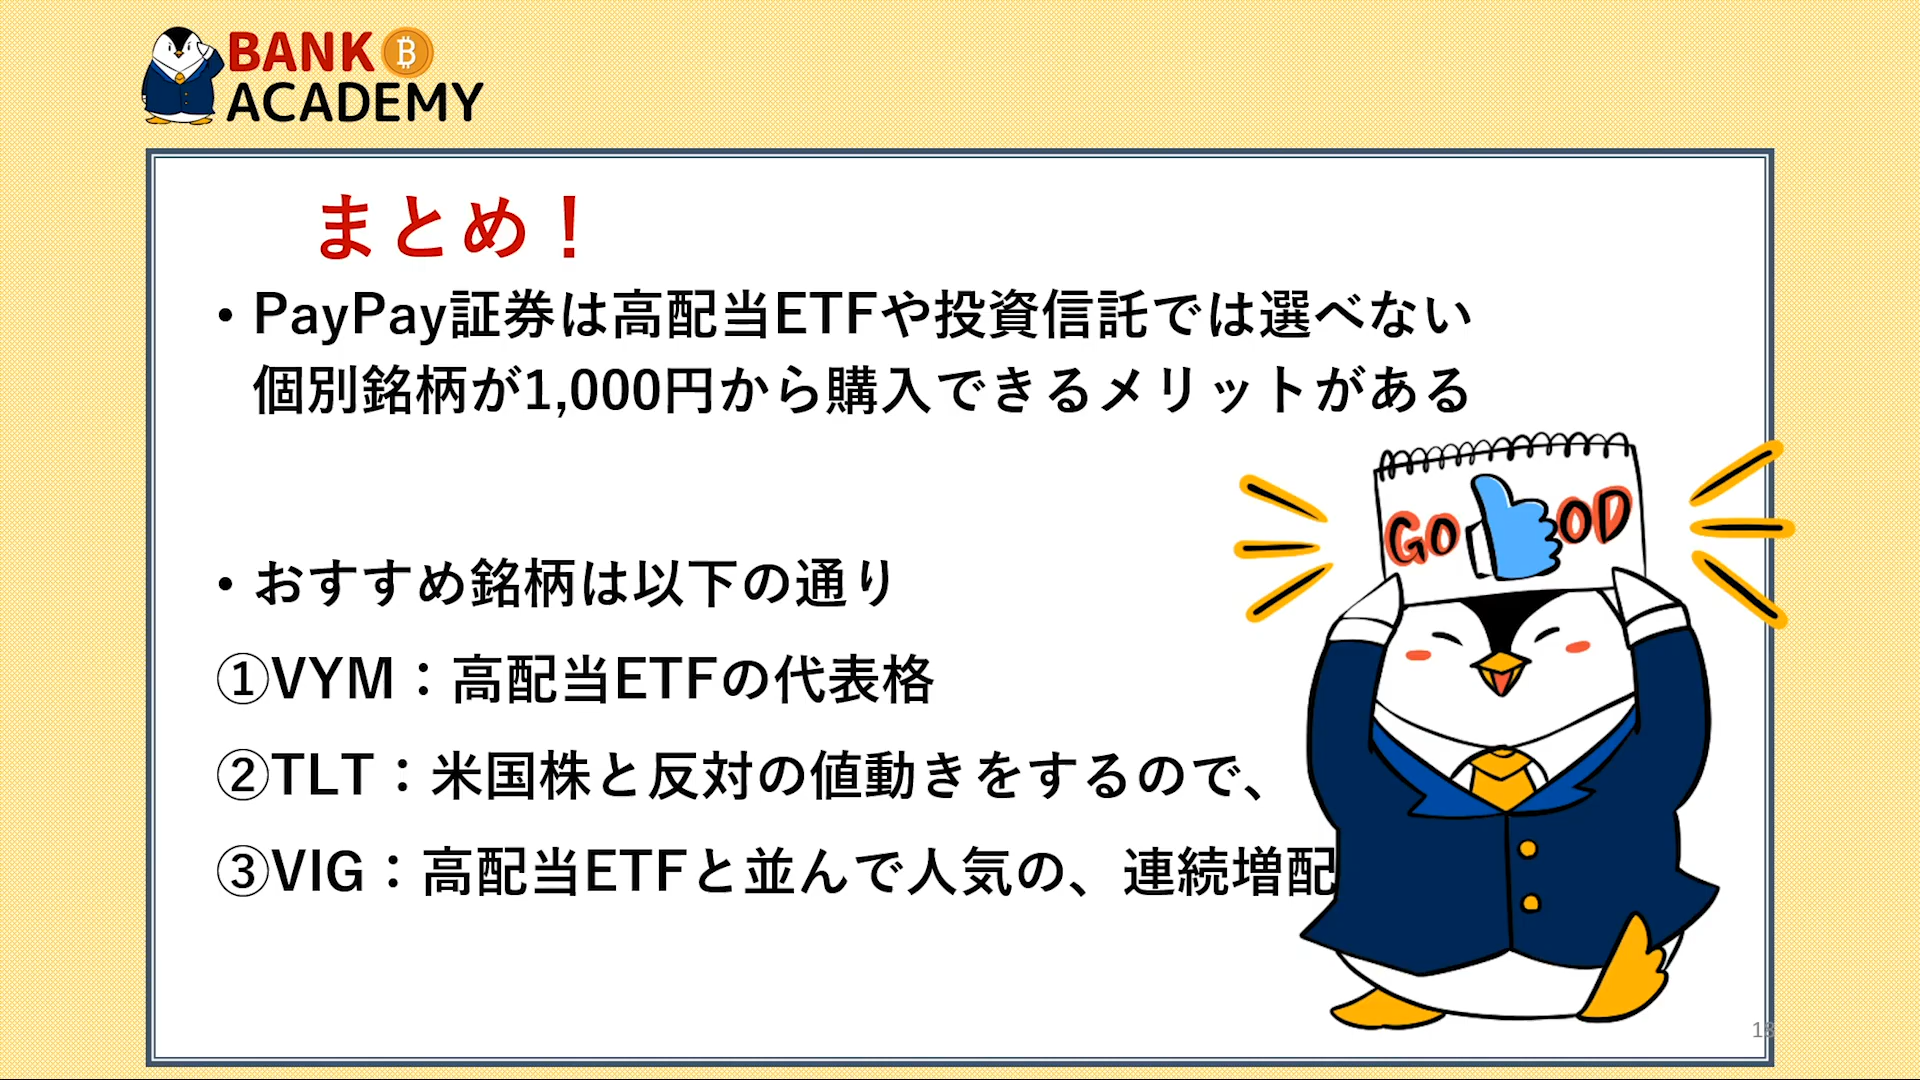 BANK
ACADEMY
まとめ！
・PayPay証券は高配当ETFや投資信託では選べない
個別銘柄が1,000円から購入できるメリットがある
GOOD
・おすすめ銘柄は以下の通り
①VYM：高配当ETFの代表格
②TLT：米国株と反対の値動きをするので、
③VIG：高配当ETFと並んで人気の、連続増配